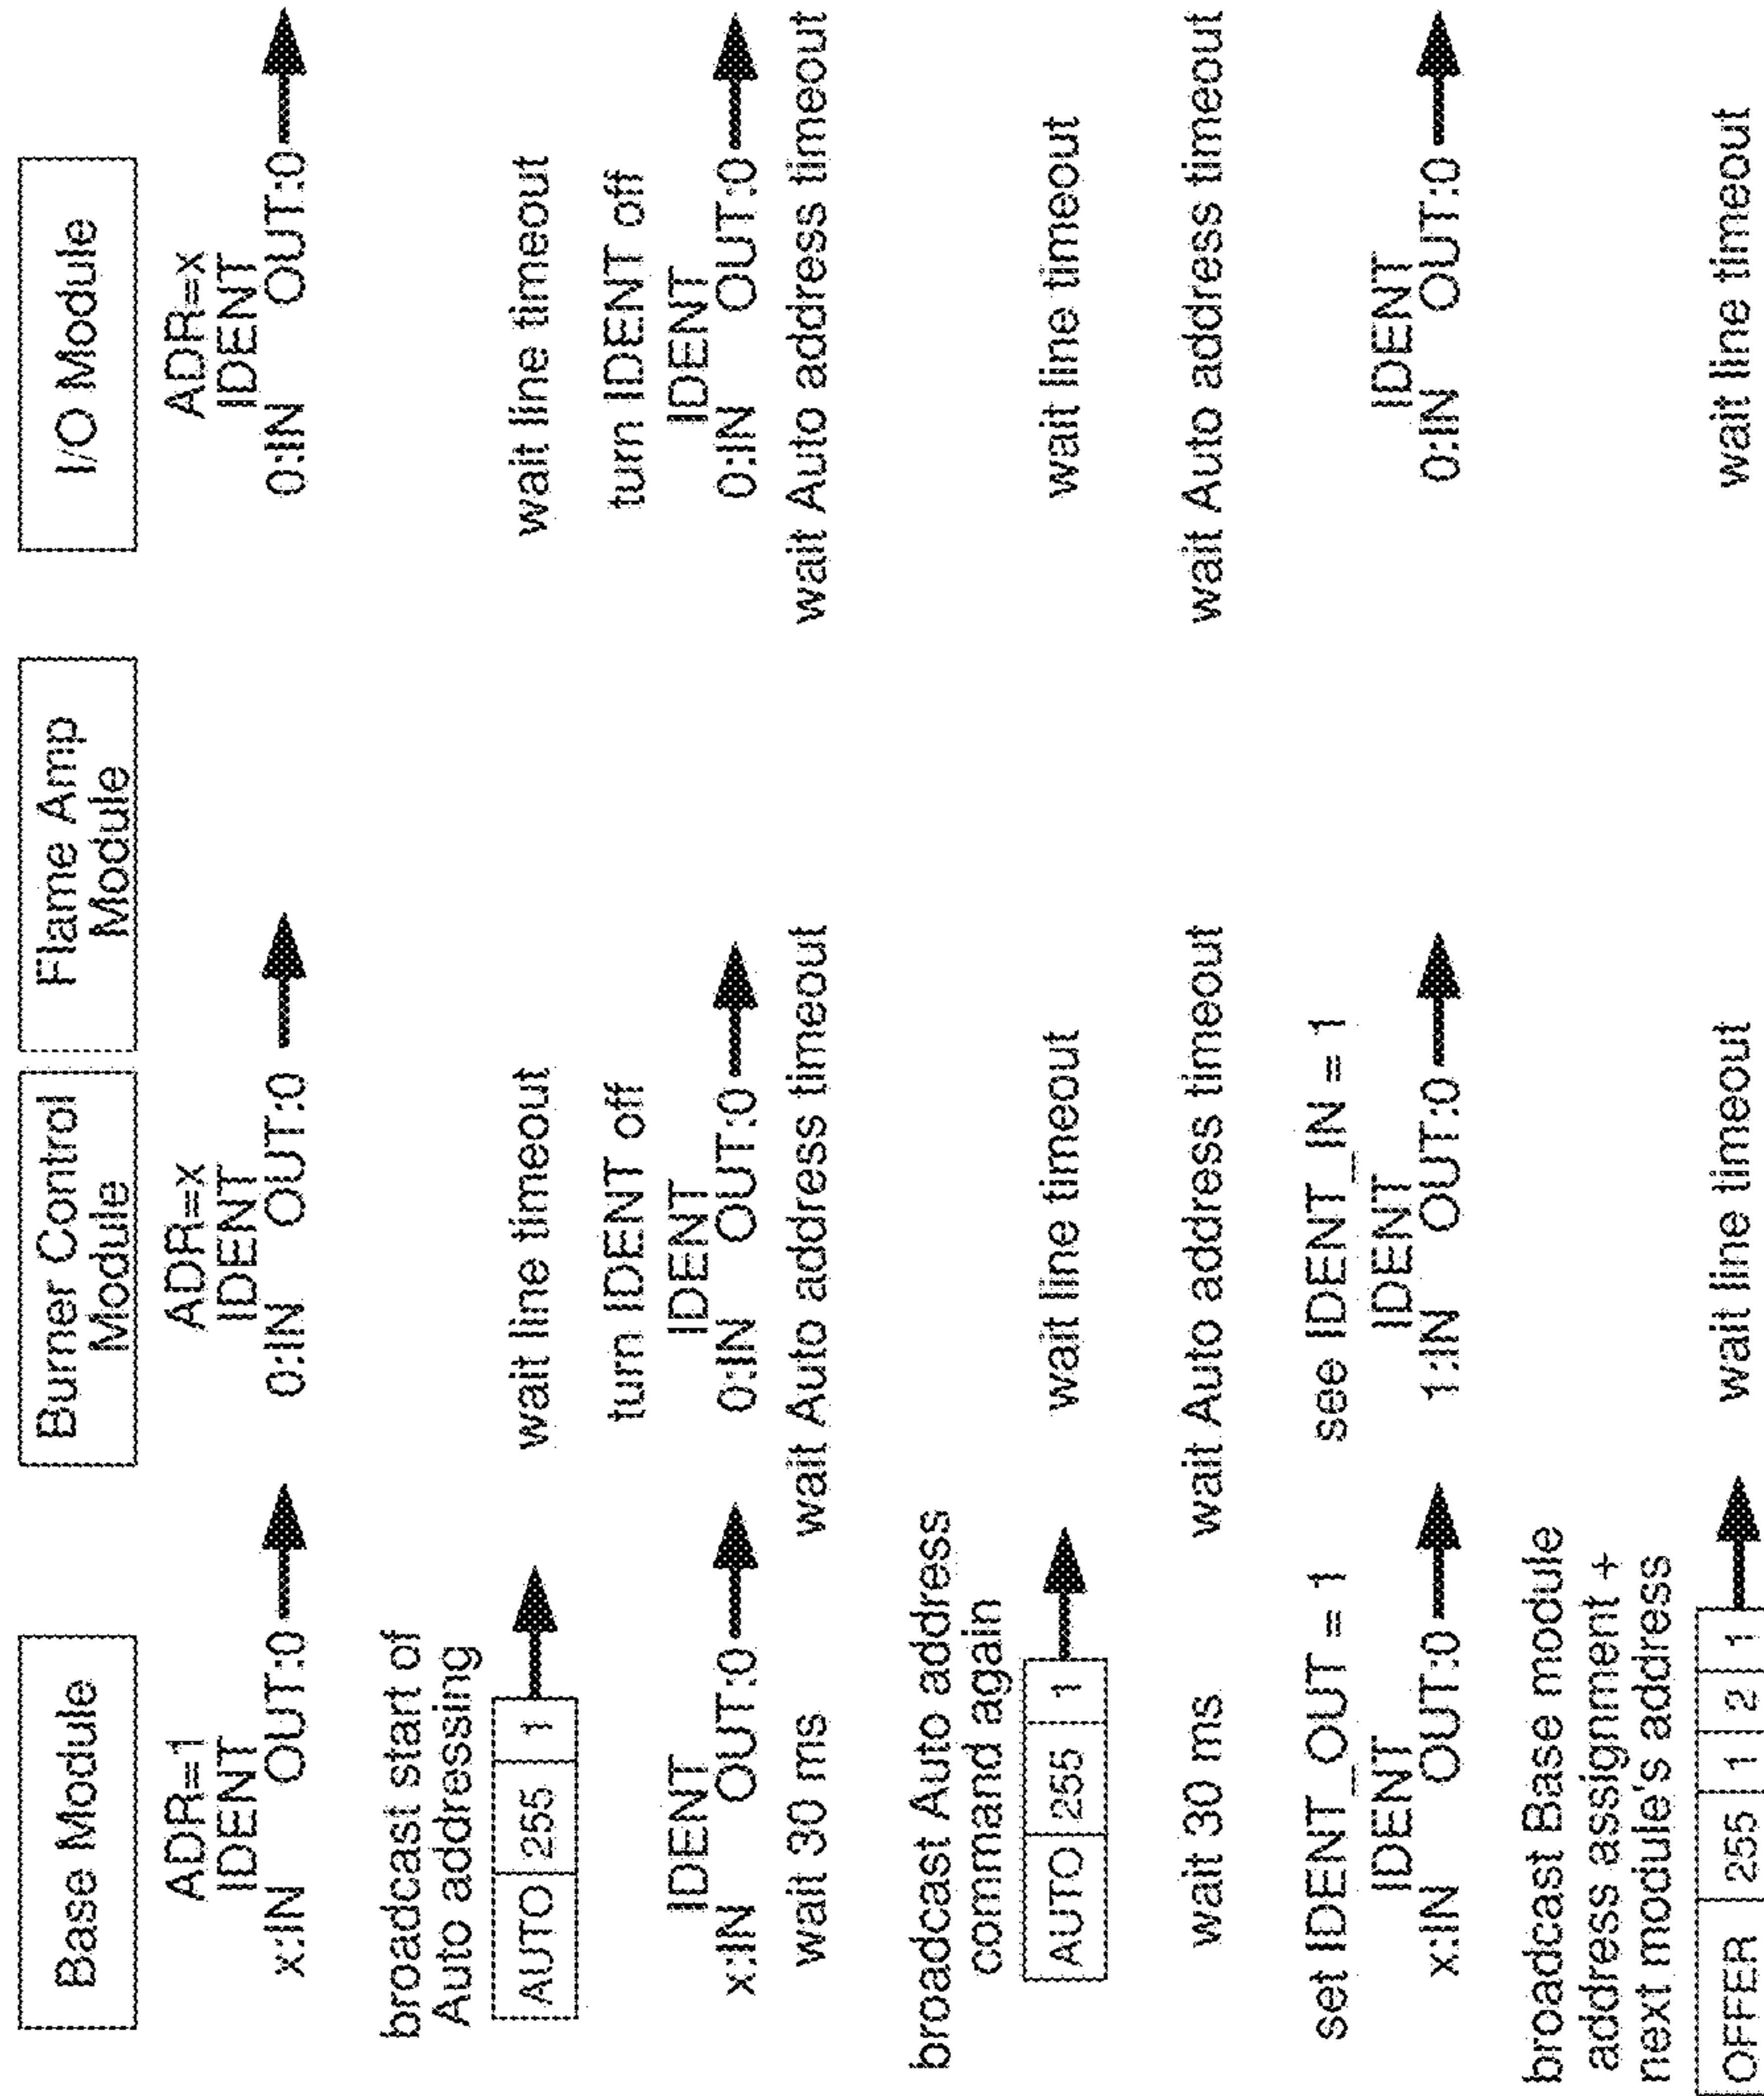 Base Module
Burner Control
Module
Flame Amp
Module
I/O Module
ADR=1
IDENT
x:IN OUT:0
ADR=x
IDENT
0:IN OUT:0
ADR=x
IDENT
0:IN OUT:0
broadcast start of
Auto addressing
AUTO 255 1
wait line timeout
wait line timeout
turn IDENT off
turn IDENT off
IDENT
x:IN OUT:0
IDENT
0:IN OUT:0
IDENT
0:IN OUT:0
wait 30 ms
wait Auto address timeout
wait Auto address timeout
broadcast Auto address
command again
AUTO 255 1
wait line timeout
wait line timeout
wait 30 ms
wait Auto address timeout
wait Auto address timeout
set IDENT_OUT = 1
see IDENT_IN = 1
IDENT
x:IN OUT:0
IDENT
1:IN OUT:0
IDENT
0:IN OUT:0
broadcast Base module
address assignment +
next module's address
OFFER 255 1 2 1
wait line timeout
wait line timeout